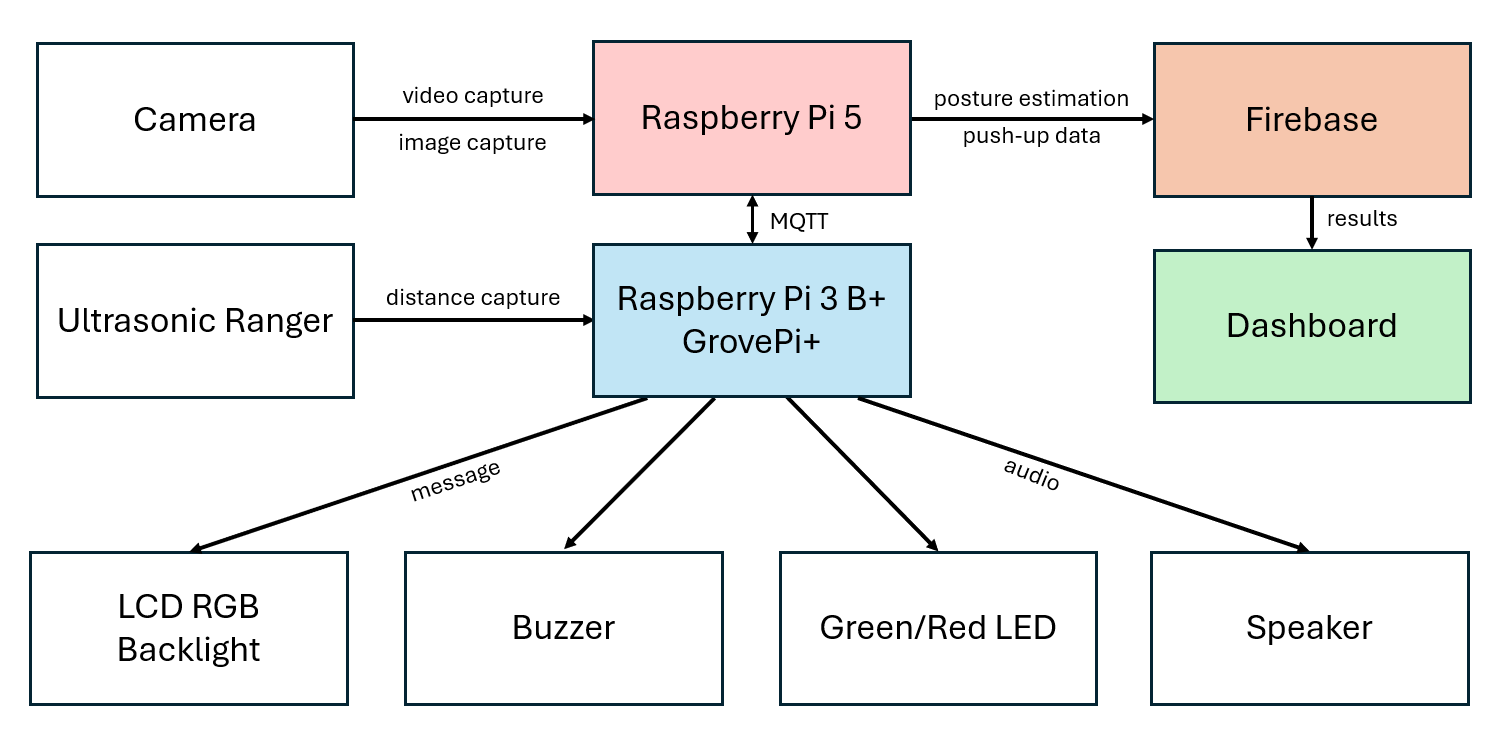 Camera
video capture
image capture
Raspberry Pi 5
posture estimation
push-up data
Firebase
MQTT
results
Ultrasonic Ranger
distance capture
Raspberry Pi 3 B+
GrovePi+
Dashboard
message
audio
LCD RGB
Backlight
Buzzer
Green/Red LED
Speaker